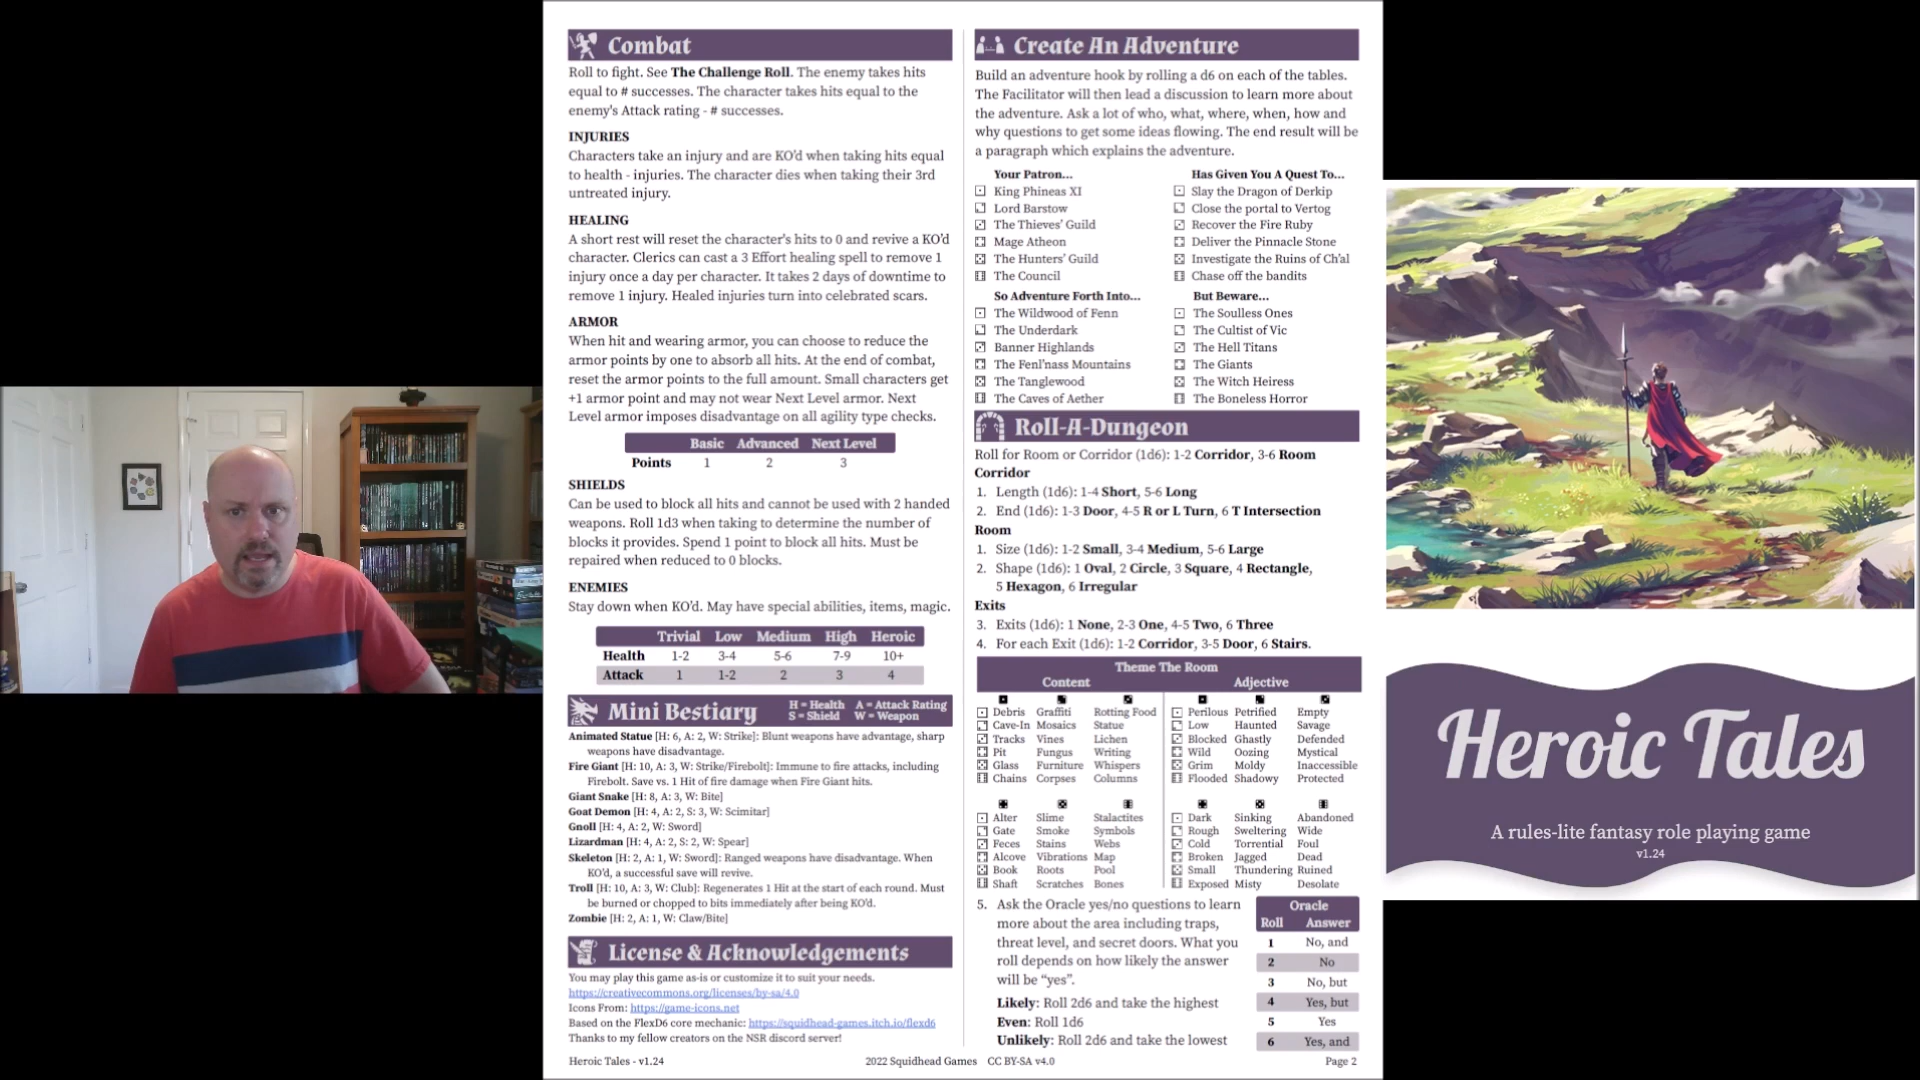 Combat
Roll to fight. See The Challenge Roll. The enemy takes hits
equal to # successes. The character takes hits equal to the
enemy's Attack rating - # successes.
INJURIES
Characters take an injury and are KO'd when taking hits equal
to health - injuries. The character dies when taking their 3rd
untreated injury.
HEALING
A short rest will reset the character's hits to 0 and revive a KO'd
character. Clerics can cast a 3 Effort healing spell to remove 1
injury once a day per character. It takes 2 days of downtime to
remove 1 injury. Healed injuries turn into celebrated scars.
ARMOR
When hit and wearing armor, you can choose to reduce the
armor points by one to absorb all hits. At the end of combat,
reset the armor points to the full amount. Small characters get
+1 armor point and may not wear Next Level armor. Next
Level armor imposes disadvantage on all agility type checks.
Basic Advanced Next Level
Points 1 2 3
SHIELDS
Can be used to block all hits and cannot be used with 2 handed
weapons. Roll 1d3 when taking to determine the number of
blocks it provides. Spend 1 point to block all hits. Must be
repaired when reduced to 0 blocks.
ENEMIES
Stay down when KO'd. May have special abilities, items, magic.
Trivial Low Medium High Heroic
Health 1-2 3-4 5-6 7-9 10+
Attack 1 1-2 2 3 4
Mini Bestiary
H = Health A = Attack Rating
S = Shield W = Weapon
Animated Statue [H: 6, A: 2, W: Strike]: Blunt weapons have advantage, sharp
weapons have disadvantage.
Fire Giant [H: 10, A: 3, W: Strike/Firebolt]: Immune to fire attacks, including
Firebolt. Save vs. 1 Hit of fire damage when Fire Giant hits.
Giant Snake [H: 8, A: 3, W: Bite]
Goat Demon [H: 4, A: 2, S: 3, W: Scimitar]
Gnoll [H: 4, A: 2, W: Sword]
Lizardman [H: 4, A: 2, S: 2, W: Spear]
Skeleton [H: 2, A: 1, W: Sword]: Ranged weapons have disadvantage. When
KO'd, a successful save will revive.
Troll [H: 10, A: 3, W: Club]: Regenerates 1 Hit at the start of each round. Must
be burned or chopped to bits immediately after being KO'd.
Zombie [H: 2, A: 1, W: Claw/Bite]
License & Acknowledgements
You may play this game as-is or customize it to suit your needs.
https://creativecommons.org/licenses/by-sa/4.0
Icons From: https://game-icons.net
Based on the FlexD6 core mechanic: https://squidhead-games.itch.io/flexd6
Thanks to my fellow creators on the NSR discord server!
Create An Adventure
Build an adventure hook by rolling a d6 on each of the tables.
The Facilitator will then lead a discussion to learn more about
the adventure. Ask a lot of who, what, where, when, how and
why questions to get some ideas flowing. The end result will be
a paragraph which explains the adventure.
Your Patron...
King Phineas XI
Lord Barstow
The Thieves' Guild
Mage Atheon
The Hunters' Guild
The Council
Has Given You A Quest To...
Slay the Dragon of Derkip
Close the portal to Vertog
Recover the Fire Ruby
Deliver the Pinnacle Stone
Investigate the Ruins of Ch'al
Chase off the bandits
So Adventure Forth Into...
The Wildwood of Fenn
The Underdark
Banner Highlands
The Fenl'nass Mountains
The Tanglewood
The Caves of Aether
But Beware...
The Soulless Ones
The Cultist of Vic
The Hell Titans
The Giants
The Witch Heiress
The Boneless Horror
Roll-A-Dungeon
Roll for Room or Corridor (1d6): 1-2 Corridor, 3-6 Room
Corridor
1. Length (1d6): 1-4 Short, 5-6 Long
2. End (1d6): 1-3 Door, 4-5 R or L Turn, 6 T Intersection
Room
1. Size (1d6): 1-2 Small, 3-4 Medium, 5-6 Large
2. Shape (1d6): 1 Oval, 2 Circle, 3 Square, 4 Rectangle,
5 Hexagon, 6 Irregular
Exits
3. Exits (1d6): 1 None, 2-3 One, 4-5 Two, 6 Three
4. For each Exit (1d6): 1-2 Corridor, 3-5 Door, 6 Stairs.
Theme The Room
Content Adjective
Debris Graffiti Rotting Food Perilous Petrified Empty
Cave-In Mosaics Statue Low Haunted Savage
Tracks Vines Lichen Blocked Ghastly Defended
Pit Fungus Writing Wild Oozing Mystical
Glass Furniture Whispers Grim Moldy Inaccessible
Chains Corpses Columns Flooded Shadowy Protected
Alter Slime Stalactites Dark Sinking Abandoned
Gate Smoke Symbols Rough Sweltering Wide
Feces Stains Webs Cold Torrential Foul
Alcove Vibrations Map Broken Jagged Dead
Book Roots Pool Small Thundering Ruined
Shaft Scratches Bones Exposed Misty Desolate
5. Ask the Oracle yes/no questions to learn
more about the area including traps,
threat level, and secret doors. What you
roll depends on how likely the answer
will be “yes”.
Likely: Roll 2d6 and take the highest
Even: Roll 1d6
Unlikely: Roll 2d6 and take the lowest
Oracle
Roll Answer
1 No, and
2 No
3 No, but
4 Yes, but
5 Yes
6 Yes, and
Heroic Tales - v1.24 2022 Squidhead Games CC BY-SA v4.0 Page 2
Heroic Tales
A rules-lite fantasy role playing game
v1.24